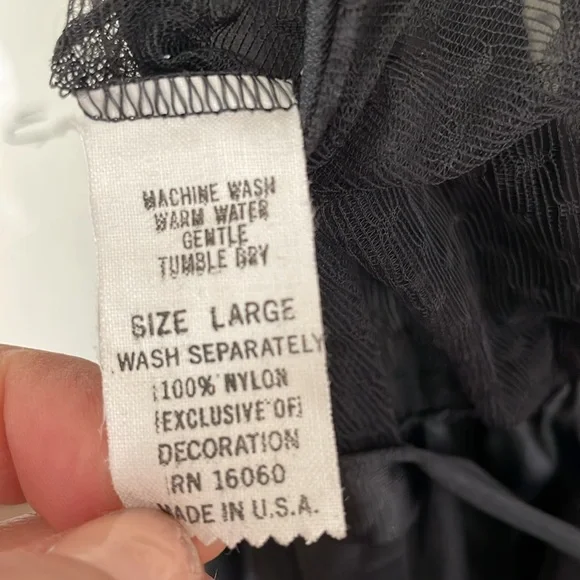 MACHINE WASH
WARM WATER
GENTLE
TUMBLE DRY
SIZE LARGE
WASH SEPARATELY
100% NYLON
EXCLUSIVE OF
DECORATION
RN 16060
MADE IN U.S.A.